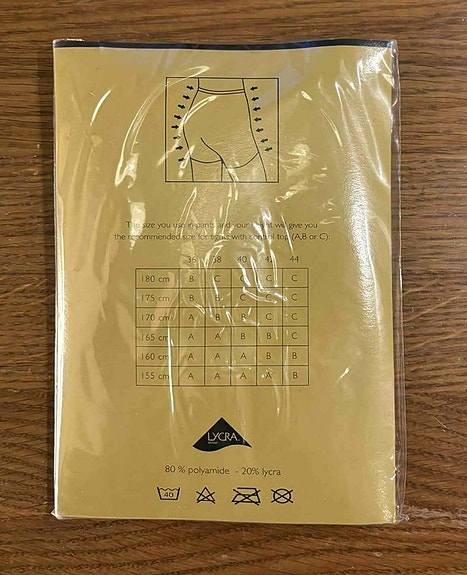 The size you use in pants and your height will give you
the recommended size for tights with control top (A,B or C):
36 38 40 42 44
180 cm B C C C C
175 cm B B C C C
170 cm A B B C C
165 cm A A B B C
160 cm A A A B B
155 cm A A A A B
LYCRA
80 % polyamide - 20% lycra
40